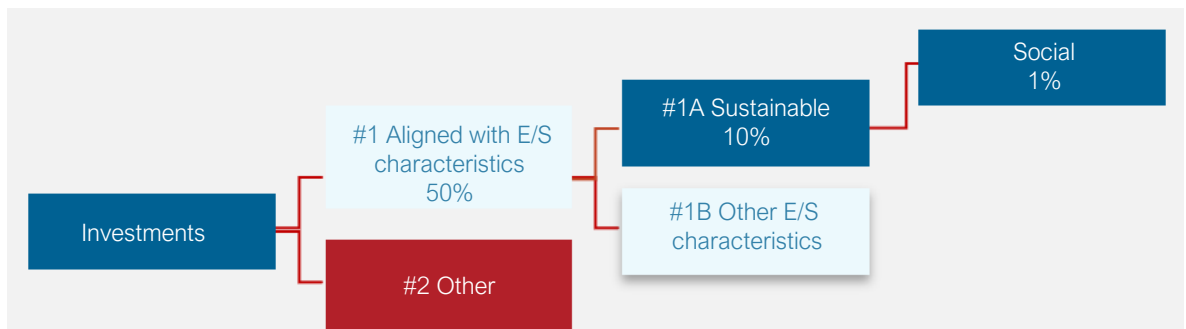 Investments
#1 Aligned with E/S
characteristics
50%
#2 Other
#1A Sustainable
10%
#1B Other E/S
characteristics
Social
1%